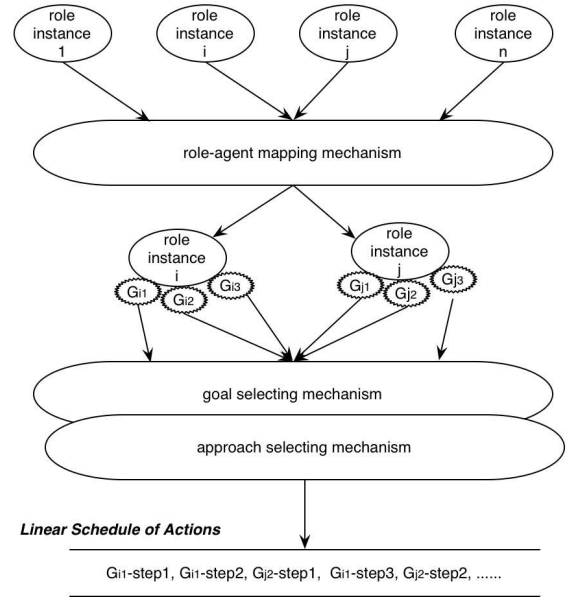 role
instance
1
role
instance
i
role
instance
j
role
instance
n
role-agent mapping mechanism
role
instance
i
role
instance
j
Gi1
Gi2
Gi3
Gj1
Gj2
Gj3
goal selecting mechanism
approach selecting mechanism
Linear Schedule of Actions
Gi1-step1, Gi1-step2, Gj2-step1, Gi1-step3, Gj2-step2, ......